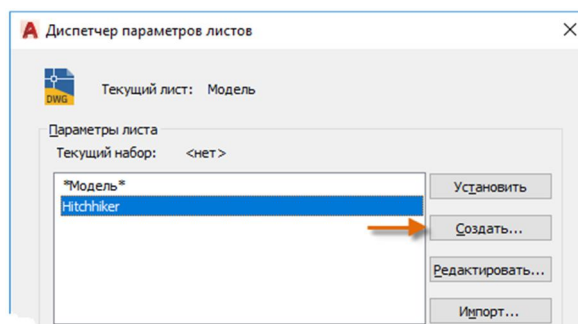 Диспетчер параметров листов
DWG
Текущий лист: Модель
Параметры листа
Текущий набор: <нет>
*Модель*
Установить
Hitchhiker
Создать...
Редактировать...
Импорт...